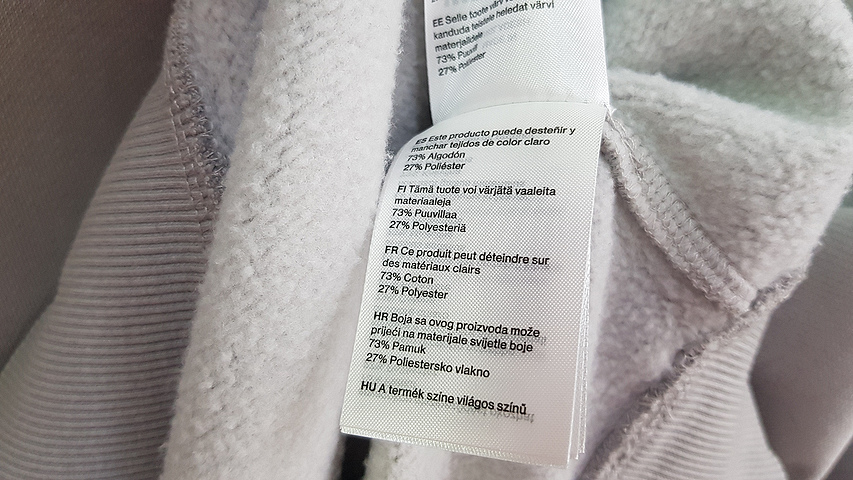 EE Selle toote värv võib
kanduda teistele heledat värvi
materjalidele
73% Puuvill
27% Polüester
ES Este producto puede desteñir y
manchar tejidos de color claro
73% Algodón
27% Poliéster
FI Tämä tuote voi värjätä vaaleita
materiaaleja
73% Puuvillaa
27% Polyesteriä
FR Ce produit peut déteindre sur
des matériaux clairs
73% Coton
27% Polyester
HR Boja sa ovog proizvoda može
prijeći na materijale svijetle boje
73% Pamuk
27% Poliestersko vlakno
HU A termék színe világos színű